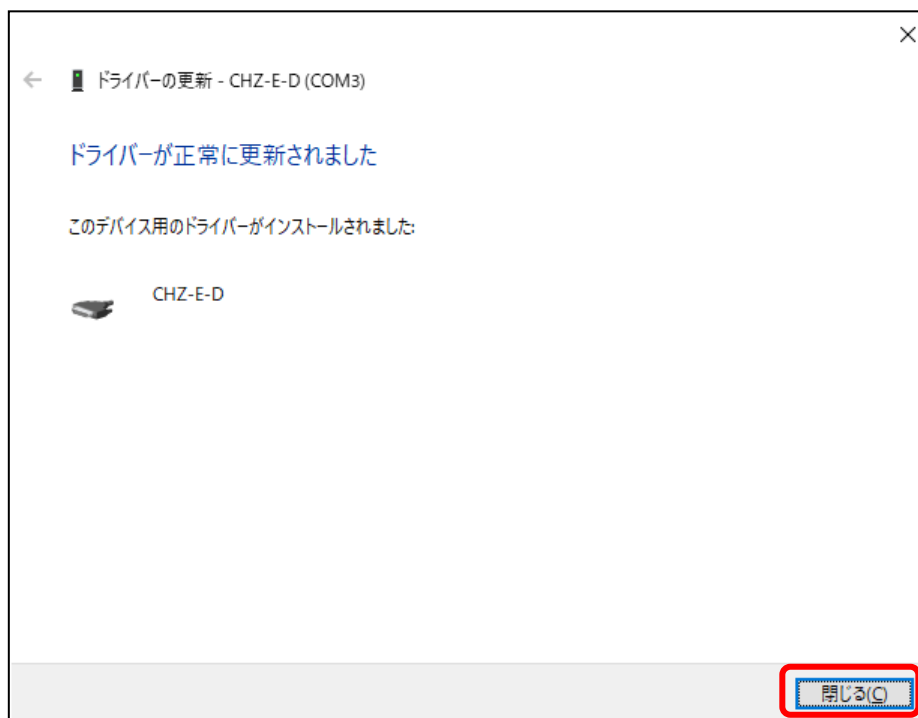 ドライバーの更新 - CHZ-E-D (COM3)
ドライバーが正常に更新されました
このデバイス用のドライバーがインストールされました:
CHZ-E-D
閉じる(C)